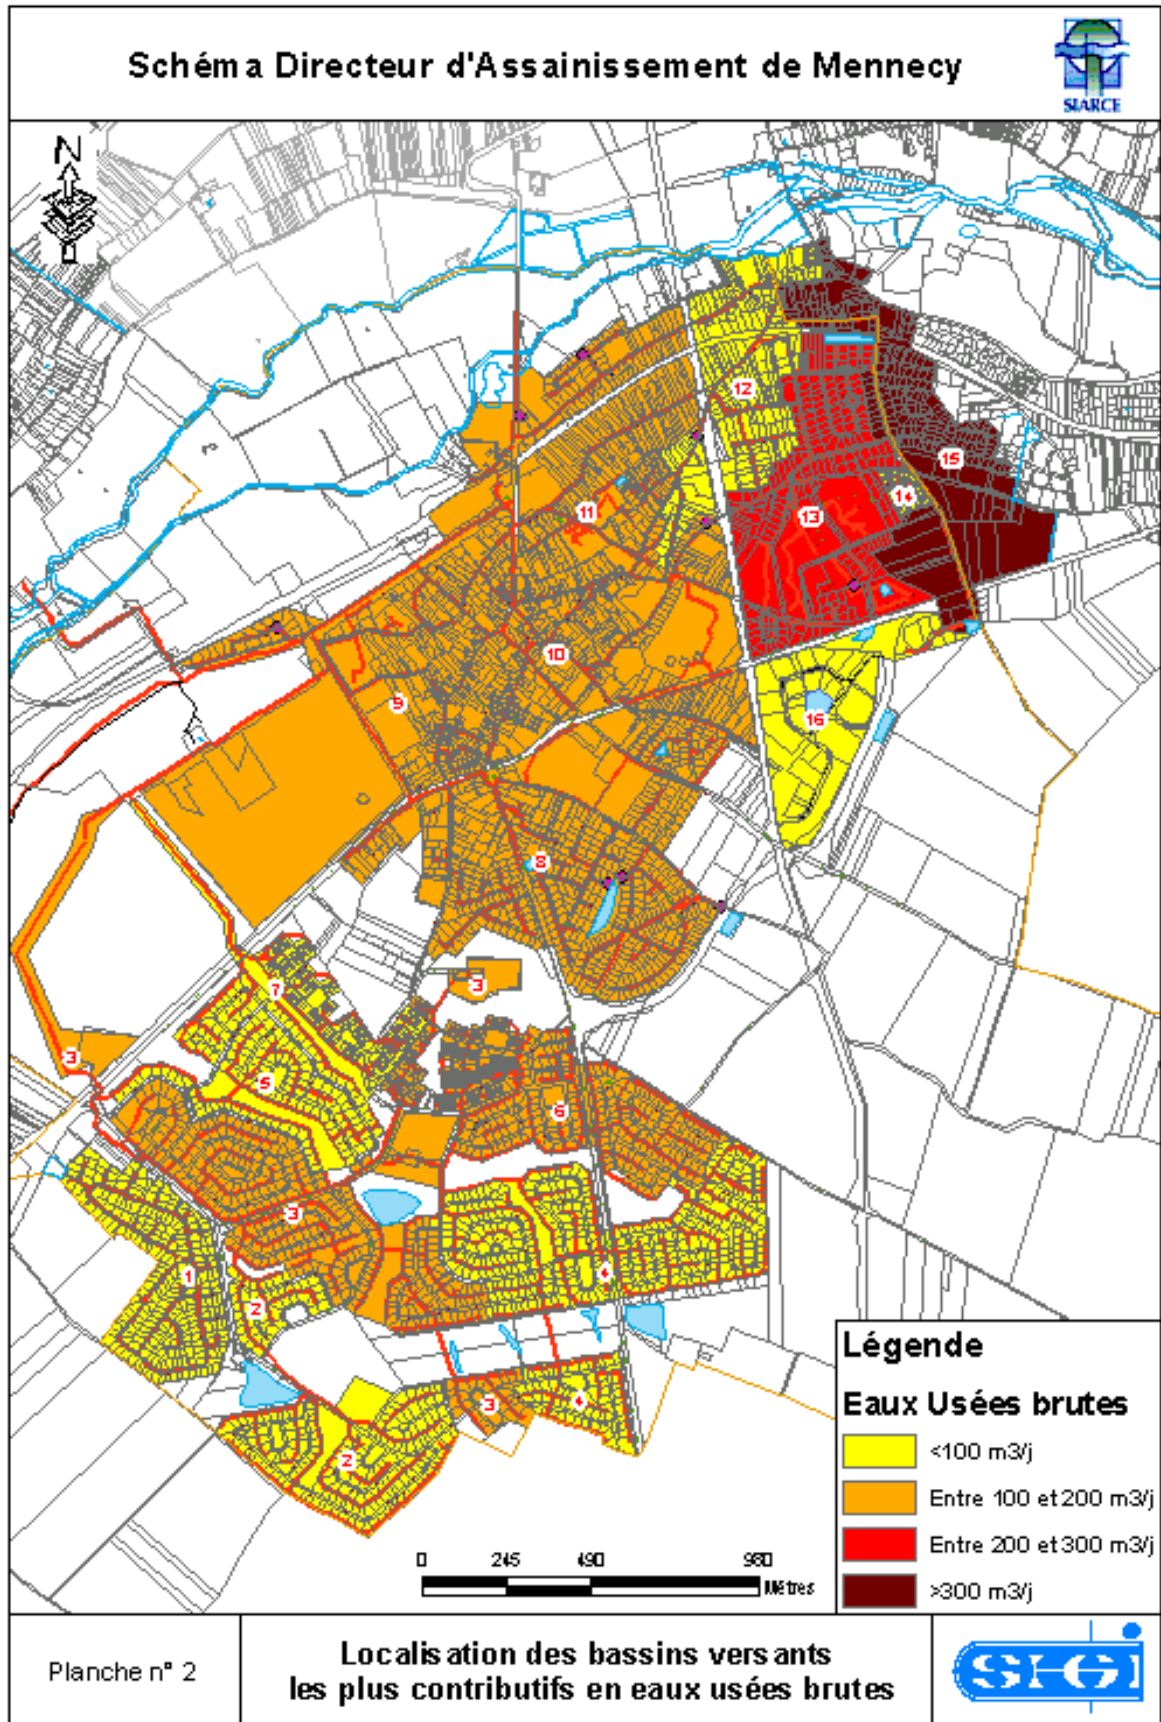 Schéma Directeur d'Assainissement de Mennecy
SIARCE
N
12
15
14
11
13
10
9
16
8
3
7
3
5
6
3
1
2
4
3
4
2
Légende
Eaux Usées brutes
<100 m3/j
Entre 100 et 200 m3/j
Entre 200 et 300 m3/j
>300 m3/j
0 245 490 980
Mètres
Planche n° 2
Localisation des bassins versants
les plus contributifs en eaux usées brutes
SIGI